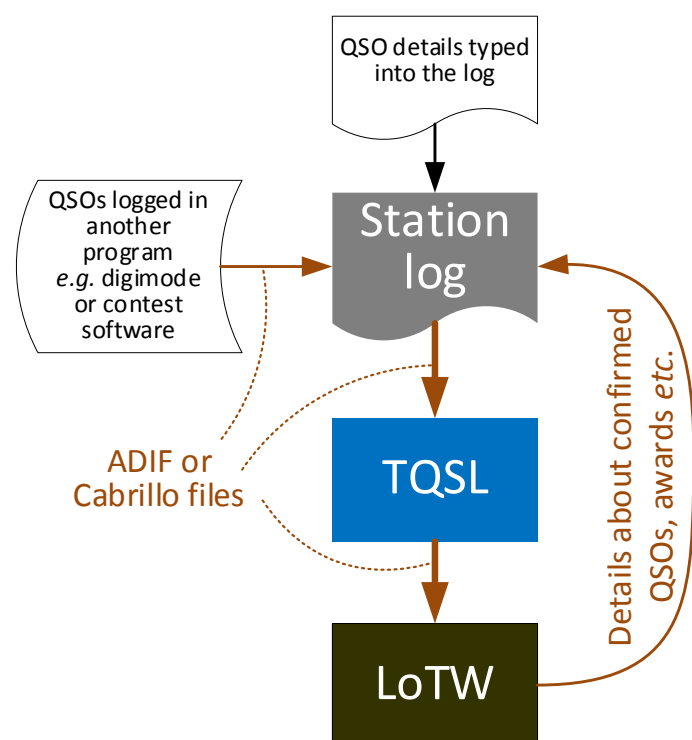 QSO details typed
into the log
QSOs logged in
another
program
e.g. digimode
or contest
software
Station
log
ADIF or
Cabrillo files
TQSL
Details about confirmed
QSOs, awards etc.
LoTW